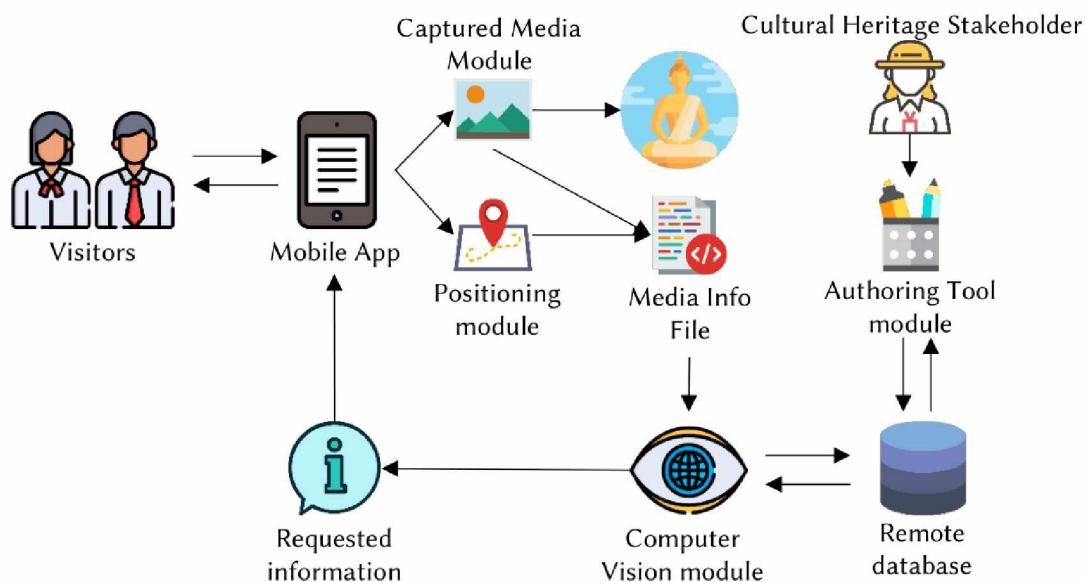 Captured Media
Module
Cultural Heritage Stakeholder
Visitors
Mobile App
Positioning
module
Media Info
File
</>
Authoring Tool
module
i
Requested
information
Computer
Vision module
Remote
database